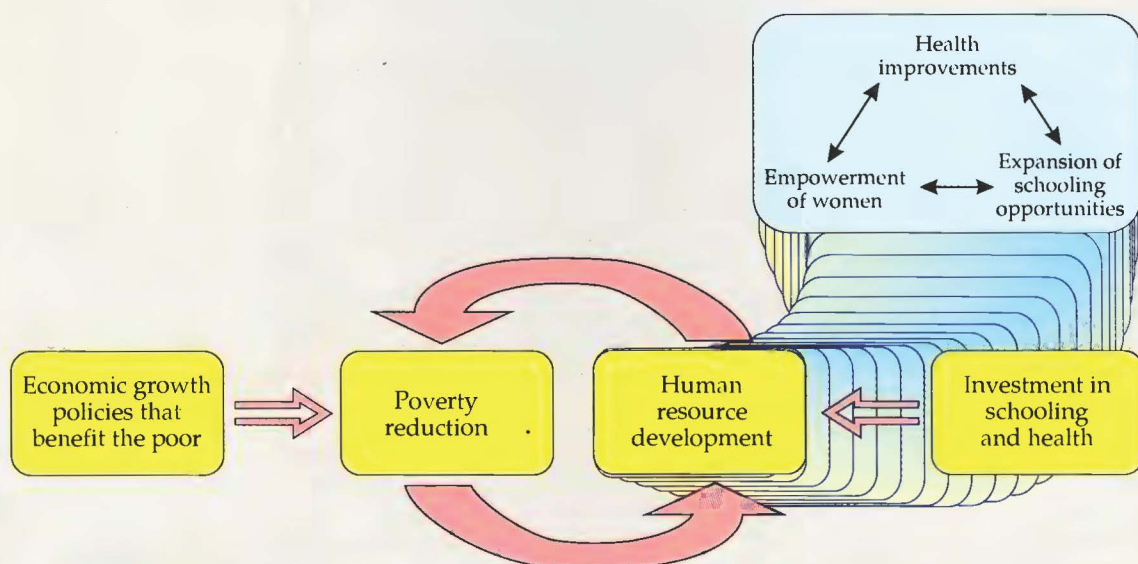 Health
improvements
Empowerment
of women
Expansion of
schooling
opportunities
Economic growth
policies that
benefit the poor
Poverty
reduction
Human
resource
development
Investment in
schooling
and health